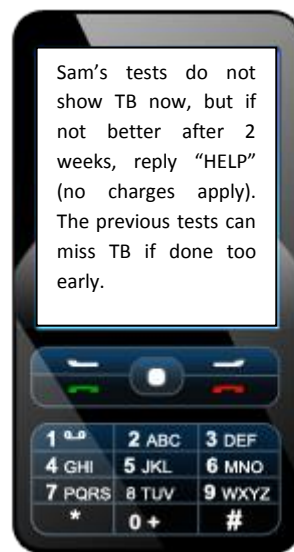 Sam’s tests do not
show TB now, but if
not better after 2
weeks, reply “HELP”
(no charges apply).
The previous tests can
miss TB if done too
early.
1
2 ABC
3 DEF
4 GHI
5 JKL
6 MNO
7 PQRS
8 TUV
9 WXYZ
*
0 +
#